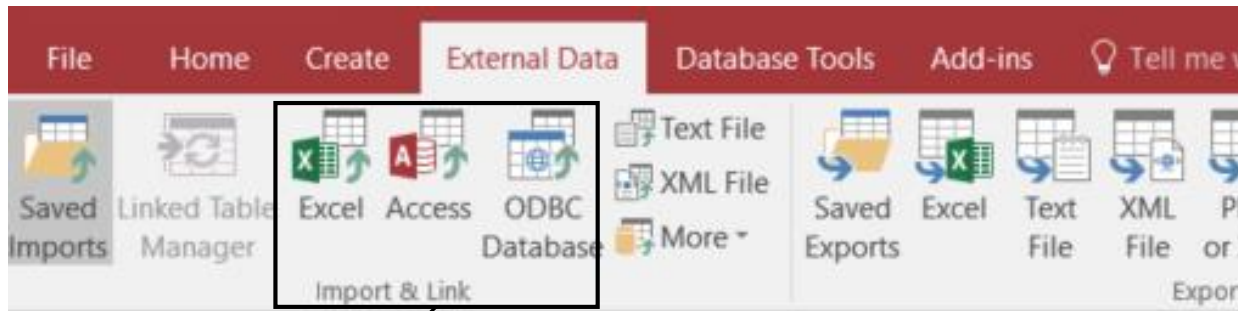 File Home Create External Data Database Tools Add-ins Tell me
Saved Imports
Linked Table Manager
Excel
Access
ODBC Database
Text File
XML File
More
Saved Exports
Excel
Text File
XML File
or
Import & Link